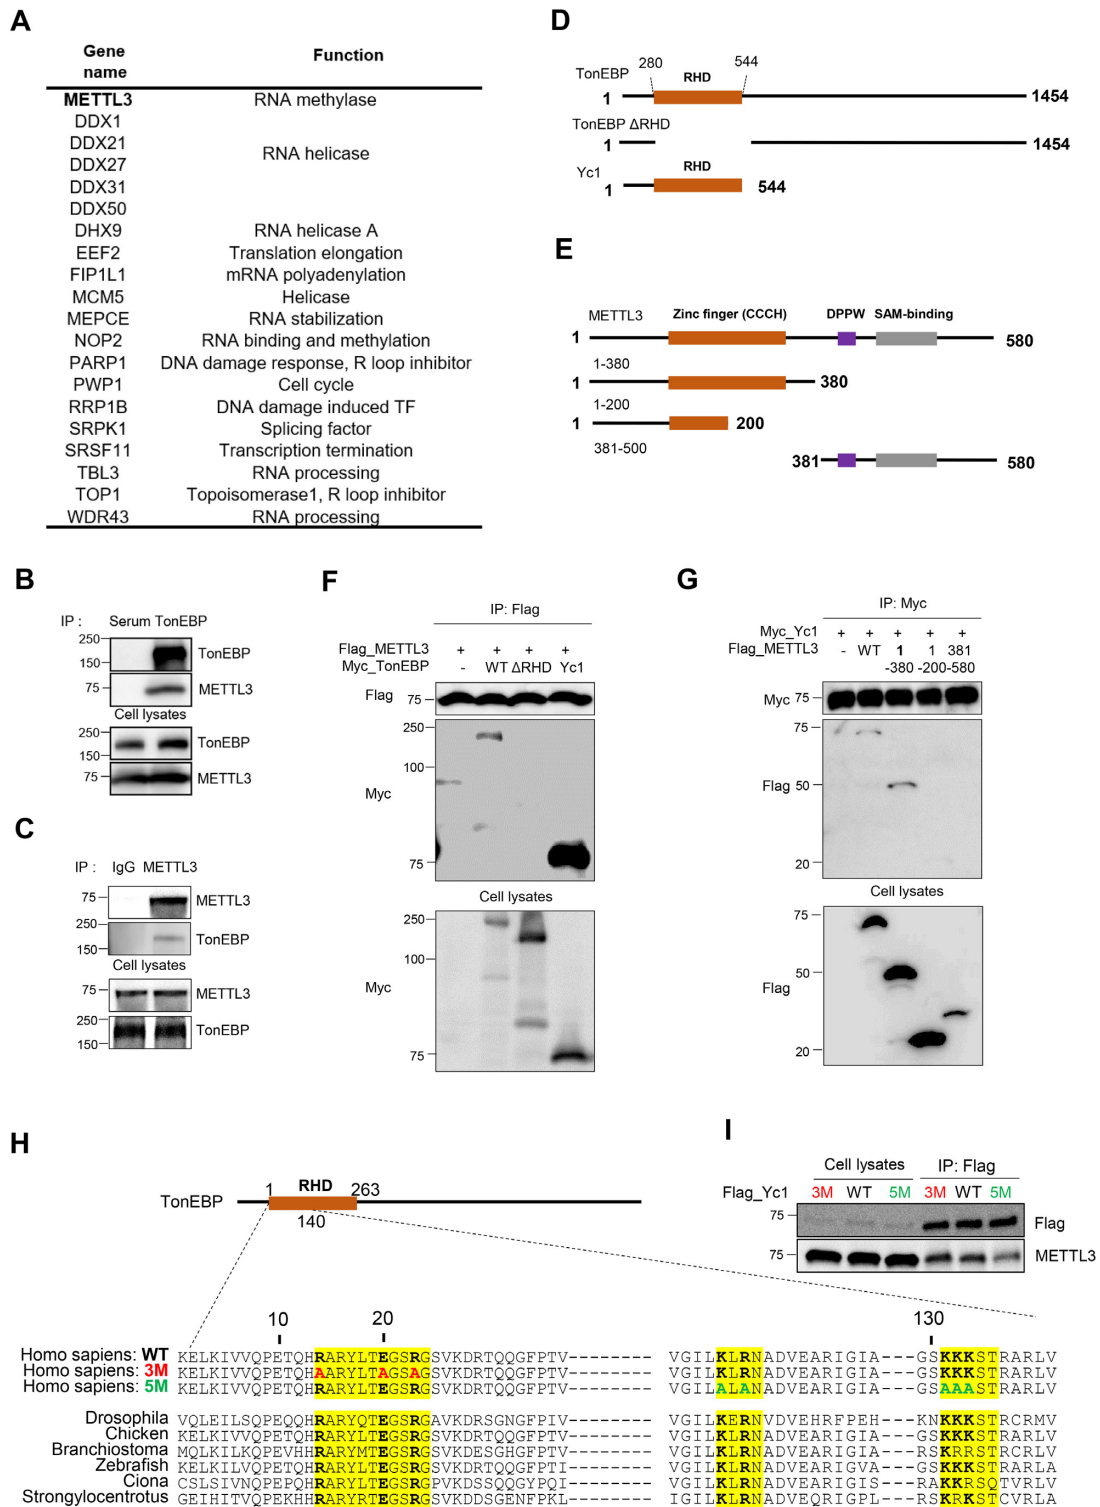 A
Gene name
Function
METTL3 RNA methylase
DDX1
DDX21
DDX27
DDX31
DDX50
RNA helicase
DHX9 RNA helicase A
EEF2 Translation elongation
FIP1L1 mRNA polyadenylation
MCM5 Helicase
MEPCE RNA stabilization
NOP2 RNA binding and methylation
PARP1 DNA damage response, R loop inhibitor
PWP1 Cell cycle
RRP1B DNA damage induced TF
SRPK1 Splicing factor
SRSF11 Transcription termination
TBL3 RNA processing
TOP1 Topoisomerase1, R loop inhibitor
WDR43 RNA processing
D
280 RHD 544
TonEBP
1 1454
TonEBP ΔRHD
1 1454
Yc1 RHD
1 544
E
METTL3 Zinc finger (CCCH) DPPW SAM-binding
1 580
1-380
1 380
1-200
1 200
381-500
381 580
B
IP : Serum TonEBP
250
150
TonEBP
75 METTL3
Cell lysates
250
150
TonEBP
75 METTL3
C
IP : IgG METTL3
75 METTL3
250
150
TonEBP
Cell lysates
75 METTL3
250
150
TonEBP
F
IP: Flag
Flag_METTL3 + + + +
Myc_TonEBP - WT ΔRHD Yc1
Flag 75
250
100
Myc
75
Cell lysates
250
100
Myc
75
G
IP: Myc
Myc_Yc1 + + + + +
Flag_METTL3 - WT 1 1 381
-380 -200 -580
Myc 75
75
Flag 50
20
Cell lysates
75
50
Flag
20
H
1 RHD 263
TonEBP
140
10 20 130
Homo sapiens: WT KELKIVVQPETQHRARYLTEGSRGSVKDRTQQGFPTV VGILKLRNADVEARIGIA GSKKKSTRARLV
Homo sapiens: 3M KELKIVVQPETQHAARYLTAGSAGSVKDRTQQGFPTV VGILKLRNADVEARIGIA GSKKKSTRARLV
Homo sapiens: 5M KELKIVVQPETQHRARYLTEGSRGSVKDRTQQGFPTV VGILALANADVEARIGIA GSAAASTRARLV
Drosophila VQLEILSQPEQQHRARYQTEGSRGAVKDRSGNGFPIV VGILKERNVDVEHRFPEH KNKKKSTRCRMV
Chicken KELKIVVQPETQHRARYLTEGSRGSVKDRTQQGFPTV VGILKLRNADVEARIGIA GSKKKSTRARLV
Branchiostoma MQLKILKQPEVHHRARYMTEGSRGSVKDESGHGFPTV VGILKLRNADVEARIGIA GSKRRSTRCRLV
Zebrafish KELKILVQPETQHRARYLTEGSRGSVKDRTQQGFPTI VGILKLRNADVEARIGVA GSKKKSTRARLA
Ciona CSLSIVNQPETQHRARYLTEGSRGAVKDSSQQGYPQL VGILKLRNSDVEARIGIS GSKKRSQTVRLV
Strongylocentrotus GEIHITVQPEKHHRARYRTEGSRGAVKDDSGENFPKI IGILKLRNADVEQRIGPL RSKRKSTCVRLA
I
Cell lysates IP: Flag
Flag_Yc1 3M WT 5M 3M WT 5M
75 Flag
75 METTL3